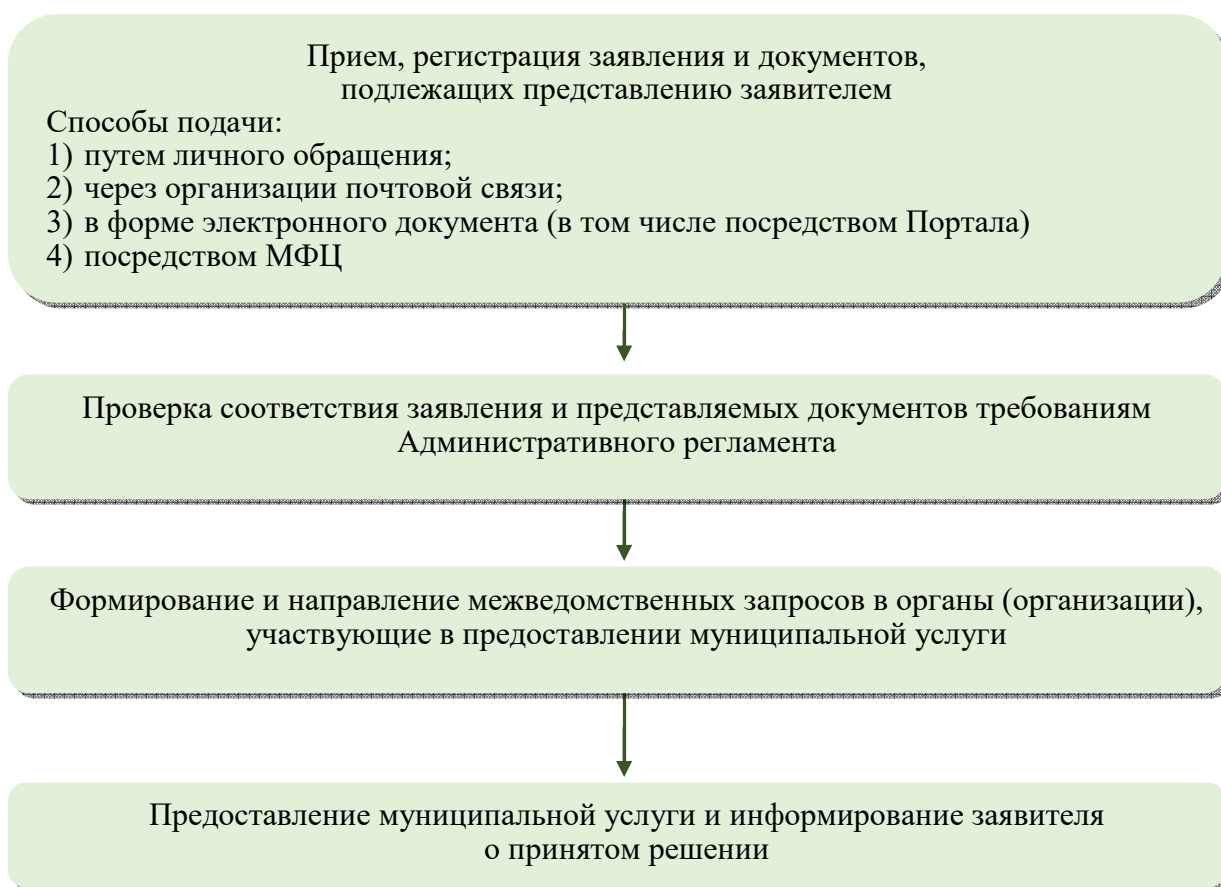 Прием, регистрация заявления и документов,
подлежащих представлению заявителем
Способы подачи:
1) путем личного обращения;
2) через организации почтовой связи;
3) в форме электронного документа (в том числе посредством Портала)
4) посредством МФЦ
Проверка соответствия заявления и представляемых документов требованиям
Административного регламента
Формирование и направление межведомственных запросов в органы (организации),
участвующие в предоставлении муниципальной услуги
Предоставление муниципальной услуги и информирование заявителя
о принятом решении